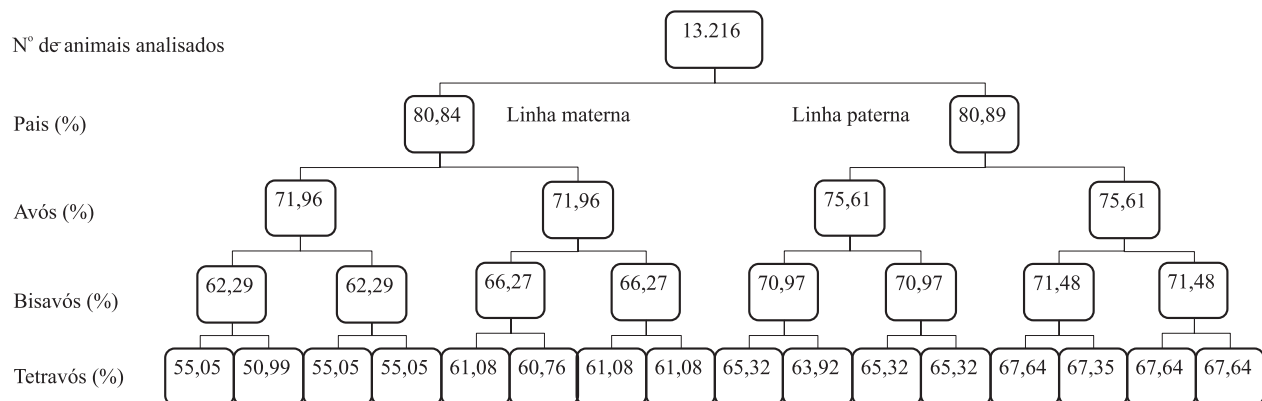 Nº de animais analisados
13.216
Pais (%)
80,84 Linha materna Linha paterna 80,89
Avós (%)
71,96 71,96 75,61 75,61
Bisavós (%)
62,29 62,29 66,27 66,27 70,97 70,97 71,48 71,48
Tetravós (%)
55,05 50,99 55,05 55,05 61,08 60,76 61,08 61,08 65,32 63,92 65,32 65,32 67,64 67,35 67,64 67,64